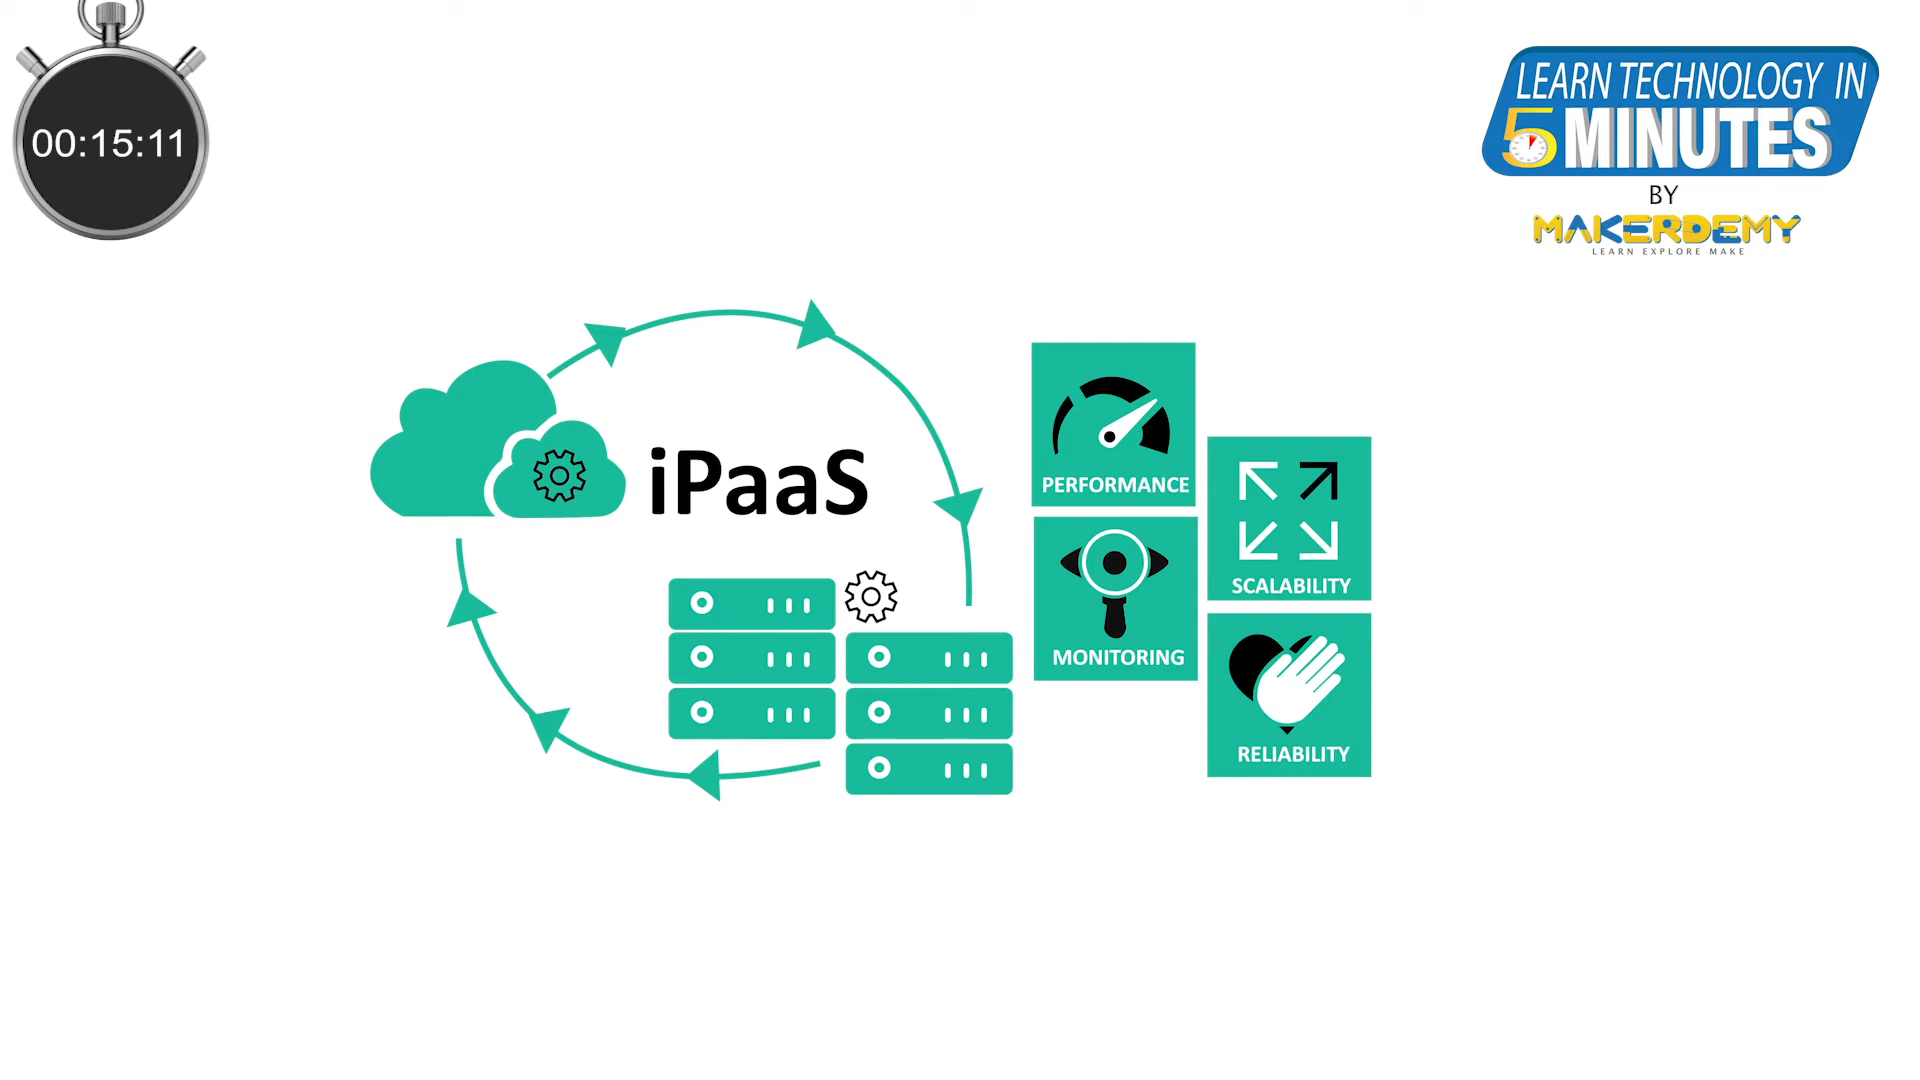 00:15:11
LEARN TECHNOLOGY IN
5 MINUTES
BY
MAKERDEMY
LEARN EXPLORE MAKE
iPaaS
PERFORMANCE
SCALABILITY
MONITORING
RELIABILITY